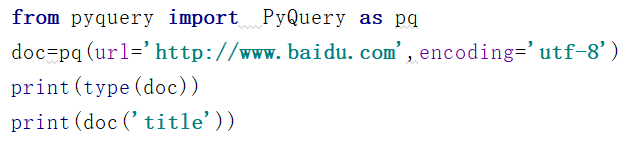 from pyquery import  PyQuery as pq
doc=pq(url='http://www.baidu.com',encoding='utf-8')
print(type(doc))
print(doc('title'))